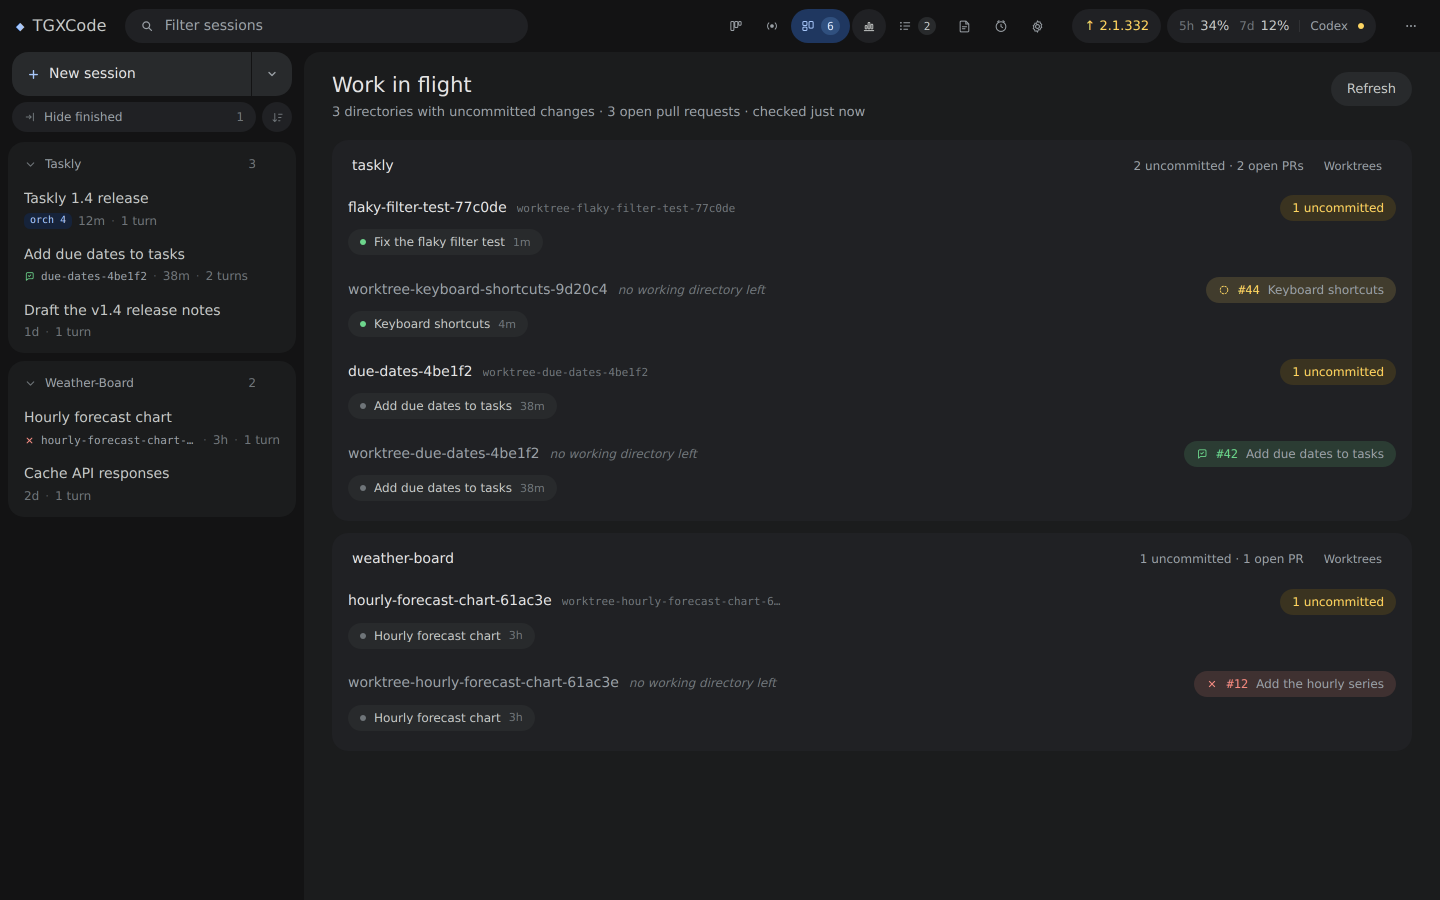 TGXCode
Filter sessions
6
2
↑ 2.1.332
5h 34% 7d 12% Codex
+ New session
Hide finished 1
Taskly 3
Taskly 1.4 release
orch 4 12m · 1 turn
Add due dates to tasks
due-dates-4be1f2 · 38m · 2 turns
Draft the v1.4 release notes
1d · 1 turn
Weather-Board 2
Hourly forecast chart
hourly-forecast-chart-… · 3h · 1 turn
Cache API responses
2d · 1 turn
Work in flight
Refresh
3 directories with uncommitted changes · 3 open pull requests · checked just now
taskly 2 uncommitted · 2 open PRs Worktrees
flaky-filter-test-77c0de worktree-flaky-filter-test-77c0de 1 uncommitted
Fix the flaky filter test 1m
worktree-keyboard-shortcuts-9d20c4 no working directory left #44 Keyboard shortcuts
Keyboard shortcuts 4m
due-dates-4be1f2 worktree-due-dates-4be1f2 1 uncommitted
Add due dates to tasks 38m
worktree-due-dates-4be1f2 no working directory left #42 Add due dates to tasks
Add due dates to tasks 38m
weather-board 1 uncommitted · 1 open PR Worktrees
hourly-forecast-chart-61ac3e worktree-hourly-forecast-chart-6… 1 uncommitted
Hourly forecast chart 3h
worktree-hourly-forecast-chart-61ac3e no working directory left #12 Add the hourly series
Hourly forecast chart 3h